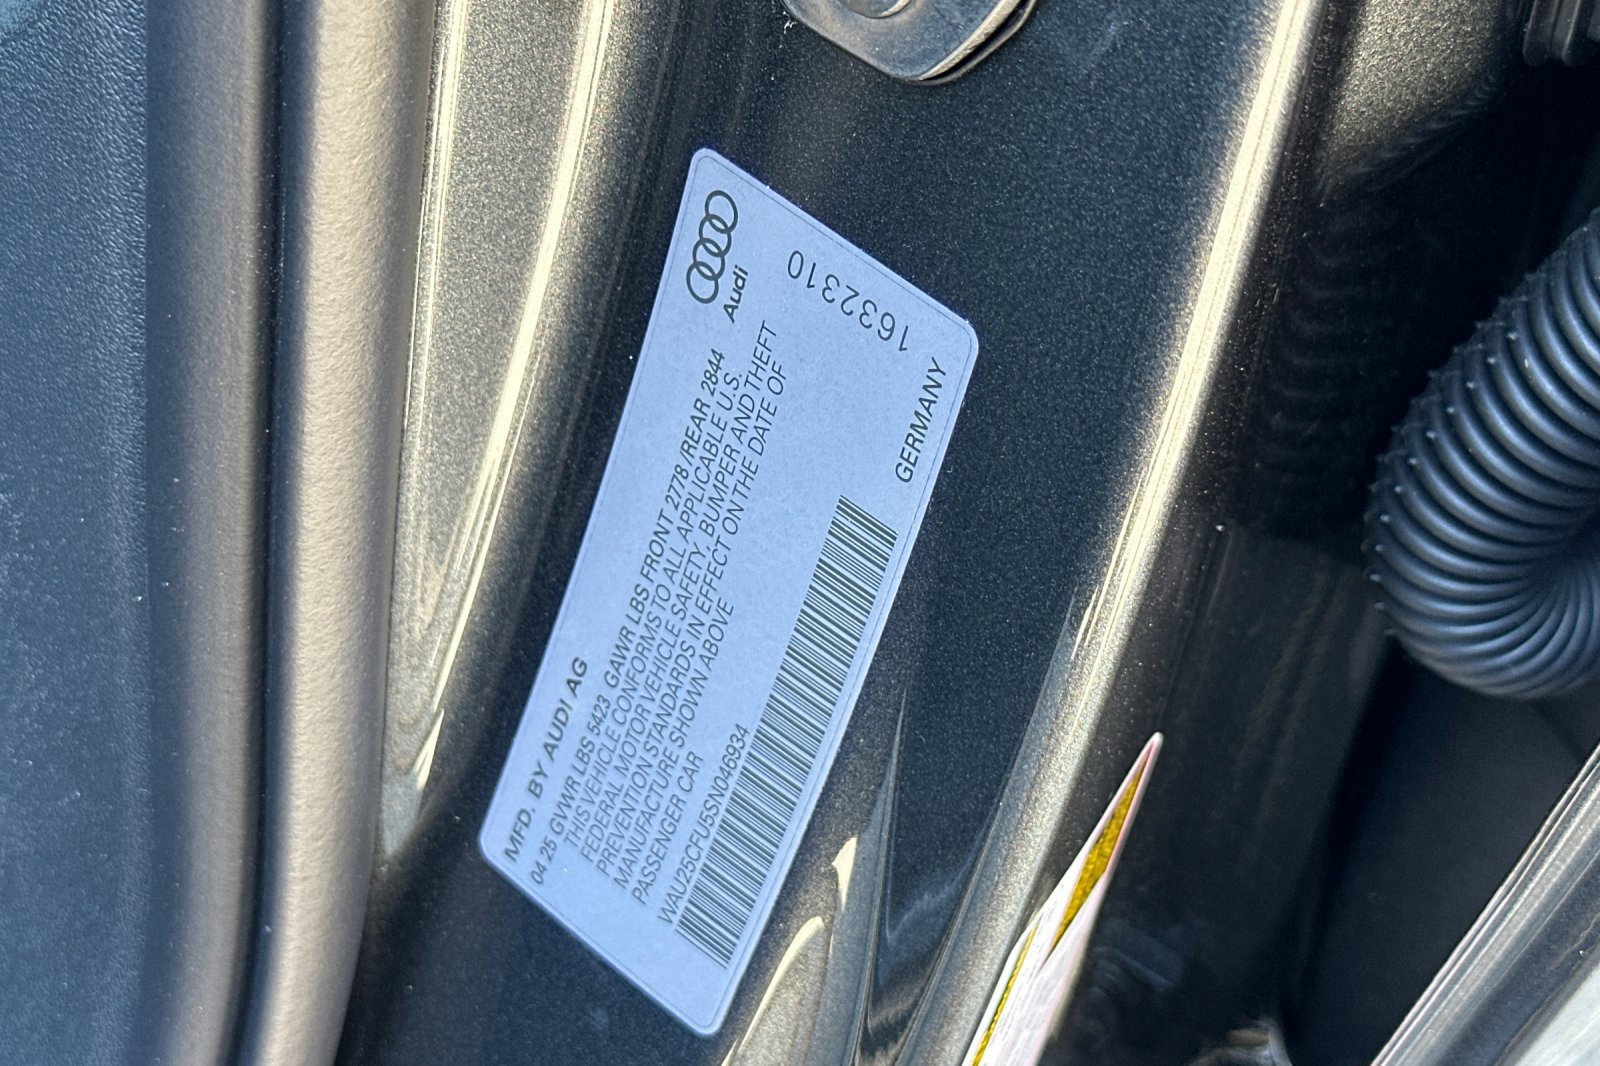 Audi
MFD. BY AUDI AG
04 25 GVWR LBS 5423 GAWR LBS FRONT 2778 /REAR 2844
THIS VEHICLE CONFORMS TO ALL APPLICABLE U.S.
FEDERAL MOTOR VEHICLE SAFETY, BUMPER AND THEFT
PREVENTION STANDARDS IN EFFECT ON THE DATE OF
MANUFACTURE SHOWN ABOVE
PASSENGER CAR
WAU25CFU5SN046934
GERMANY
1632310